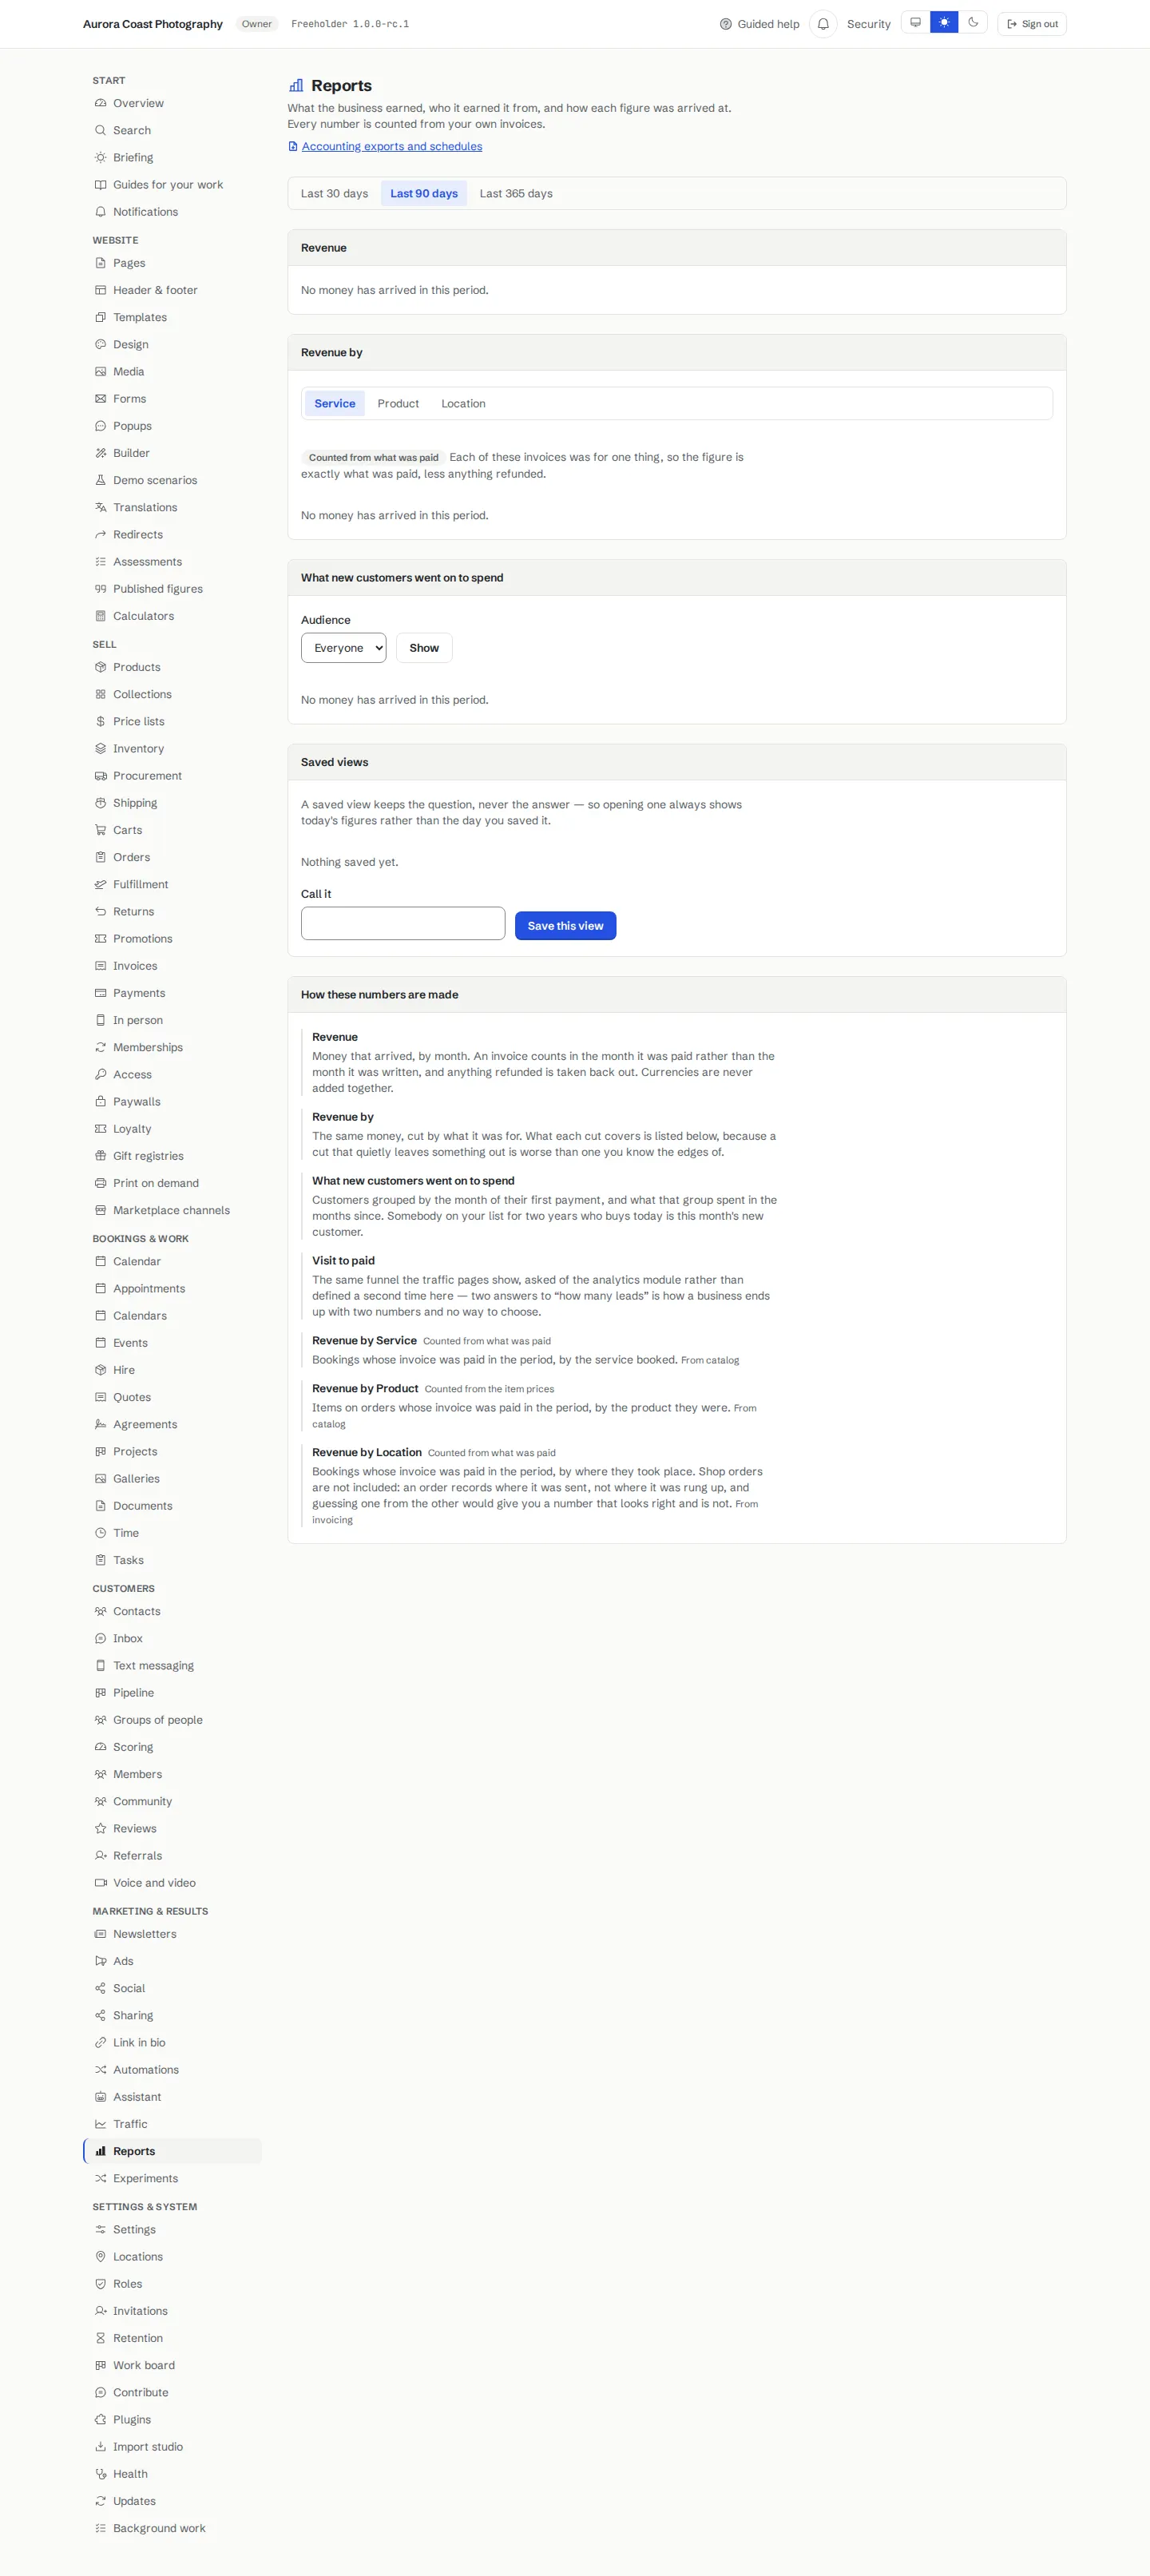 Aurora Coast Photography
Owner
Freeholder 1.0.0-rc.1
Guided help
Security
Sign out
START
Overview
Search
Briefing
Guides for your work
Notifications
WEBSITE
Pages
Header & footer
Templates
Design
Media
Forms
Popups
Builder
Demo scenarios
Translations
Redirects
Assessments
Published figures
Calculators
SELL
Products
Collections
Price lists
Inventory
Procurement
Shipping
Carts
Orders
Fulfillment
Returns
Promotions
Invoices
Payments
In person
Memberships
Access
Paywalls
Loyalty
Gift registries
Print on demand
Marketplace channels
BOOKINGS & WORK
Calendar
Appointments
Calendars
Events
Hire
Quotes
Agreements
Projects
Galleries
Documents
Time
Tasks
CUSTOMERS
Contacts
Inbox
Text messaging
Pipeline
Groups of people
Scoring
Members
Community
Reviews
Referrals
Voice and video
MARKETING & RESULTS
Newsletters
Ads
Social
Sharing
Link in bio
Automations
Assistant
Traffic
Reports
Experiments
SETTINGS & SYSTEM
Settings
Locations
Roles
Invitations
Retention
Work board
Contribute
Plugins
Import studio
Health
Updates
Background work
Reports
What the business earned, who it earned it from, and how each figure was arrived at.
Every number is counted from your own invoices.
Accounting exports and schedules
Last 30 days
Last 90 days
Last 365 days
Revenue
No money has arrived in this period.
Revenue by
Service
Product
Location
Counted from what was paid Each of these invoices was for one thing, so the figure is
exactly what was paid, less anything refunded.
No money has arrived in this period.
What new customers went on to spend
Audience
Everyone
Show
No money has arrived in this period.
Saved views
A saved view keeps the question, never the answer — so opening one always shows
today's figures rather than the day you saved it.
Nothing saved yet.
Call it
Save this view
How these numbers are made
Revenue
Money that arrived, by month. An invoice counts in the month it was paid rather than the
month it was written, and anything refunded is taken back out. Currencies are never
added together.
Revenue by
The same money, cut by what it was for. What each cut covers is listed below, because a
cut that quietly leaves something out is worse than one you know the edges of.
What new customers went on to spend
Customers grouped by the month of their first payment, and what that group spent in the
months since. Somebody on your list for two years who buys today is this month's new
customer.
Visit to paid
The same funnel the traffic pages show, asked of the analytics module rather than
defined a second time here — two answers to “how many leads” is how a business ends
up with two numbers and no way to choose.
Revenue by Service Counted from what was paid
Bookings whose invoice was paid in the period, by the service booked. From catalog
Revenue by Product Counted from the item prices
Items on orders whose invoice was paid in the period, by the product they were. From
catalog
Revenue by Location Counted from what was paid
Bookings whose invoice was paid in the period, by where they took place. Shop orders
are not included: an order records where it was sent, not where it was rung up, and
guessing one from the other would give you a number that looks right and is not. From
invoicing